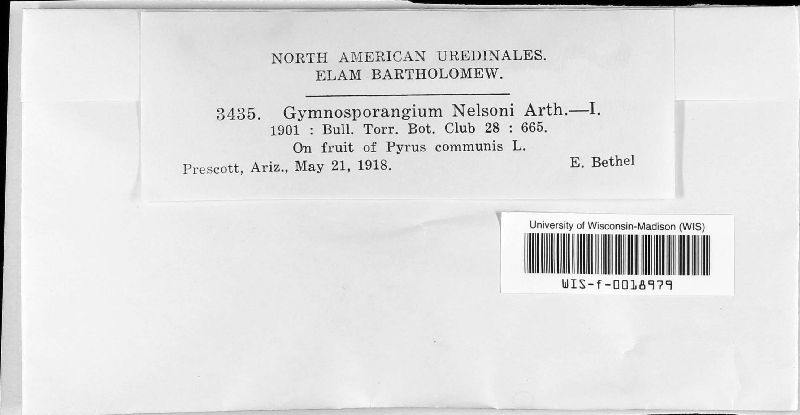 NORTH AMERICAN UREDINALES.
ELAM BARTHOLOMEW.
3435. Gymnosporangium Nelsoni Arth.—I.
1901 : Bull. Torr. Bot. Club 28 : 665.
On fruit of Pyrus communis L.
Prescott, Ariz., May 21, 1918. E. Bethel
University of Wisconsin-Madison (WIS)
WIS-f-0018979